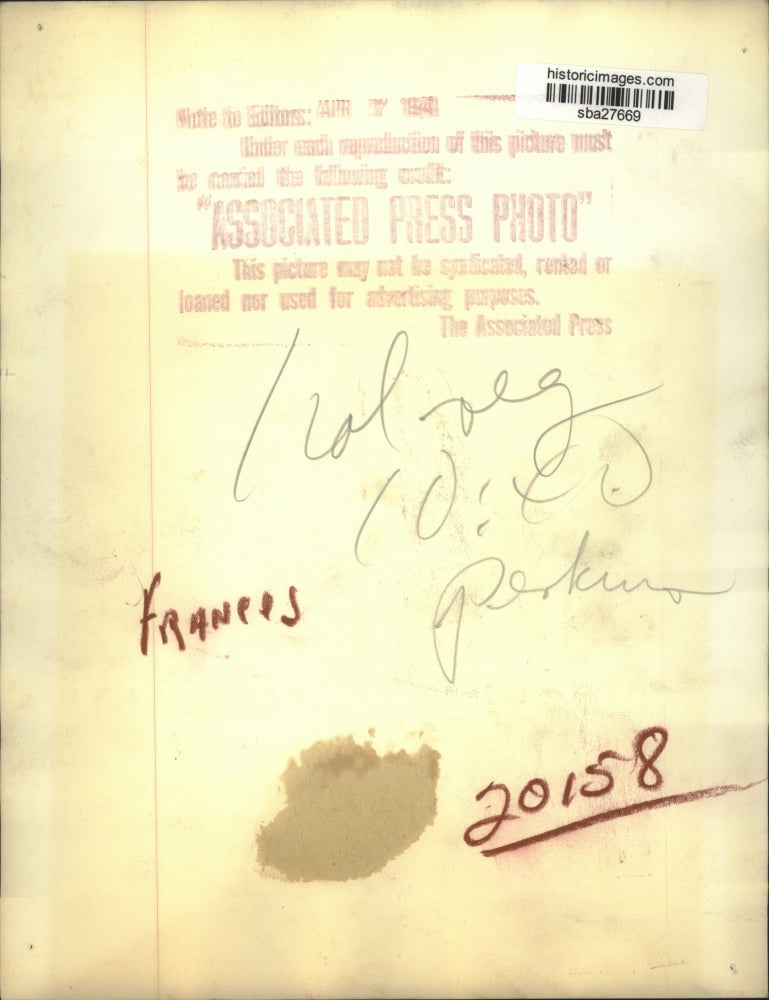 historicimages.com
sba27669
Note to Editors:
Under each reproduction of this picture must
be carried the following credit:
"ASSOCIATED PRESS PHOTO"
This picture may not be syndicated, rented or
loaned nor used for advertising purposes.
The Associated Press
Perkins
FRANCES
20158